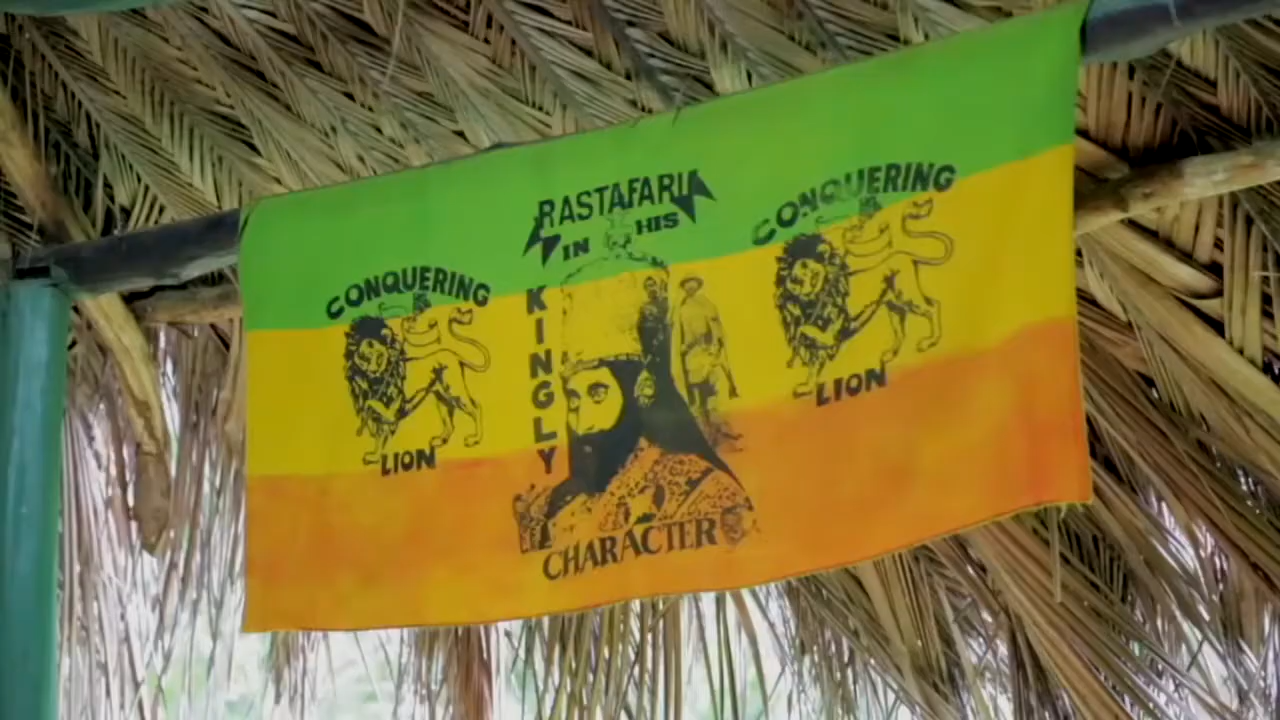 RASTAFARI
IN HIS
KINGLY
CHARACTER
CONQUERING
LION
CONQUERING
LION